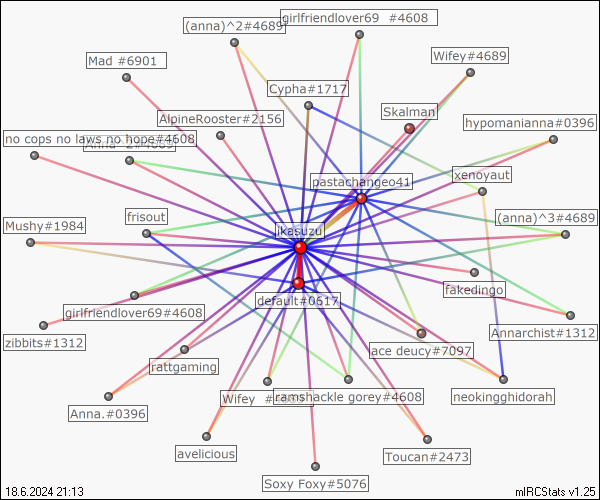 girlfriendlover69 #4608
(anna)^2#4689
Wifey#4689
Mad #6901
Cypha#1717
Skalman
AlpineRooster#2156
hypomanianna#0396
no cops no laws no hope#4608
pastachangeo41
xenoyaut
Mushy#1984
frisout
(anna)^3#4689
ikasuzu
fakedingo
default#0617
girlfriendlover69#4608
Annarchist#1312
zibbits#1312
ace deucy#7097
rattgaming
Anna.#0396
Wifey
ramshackle gorey#4608
neokingghidorah
avelicious
Toucan#2473
Soxy Foxy#5076
18.6.2024 21:13
mIRCStats v1.25